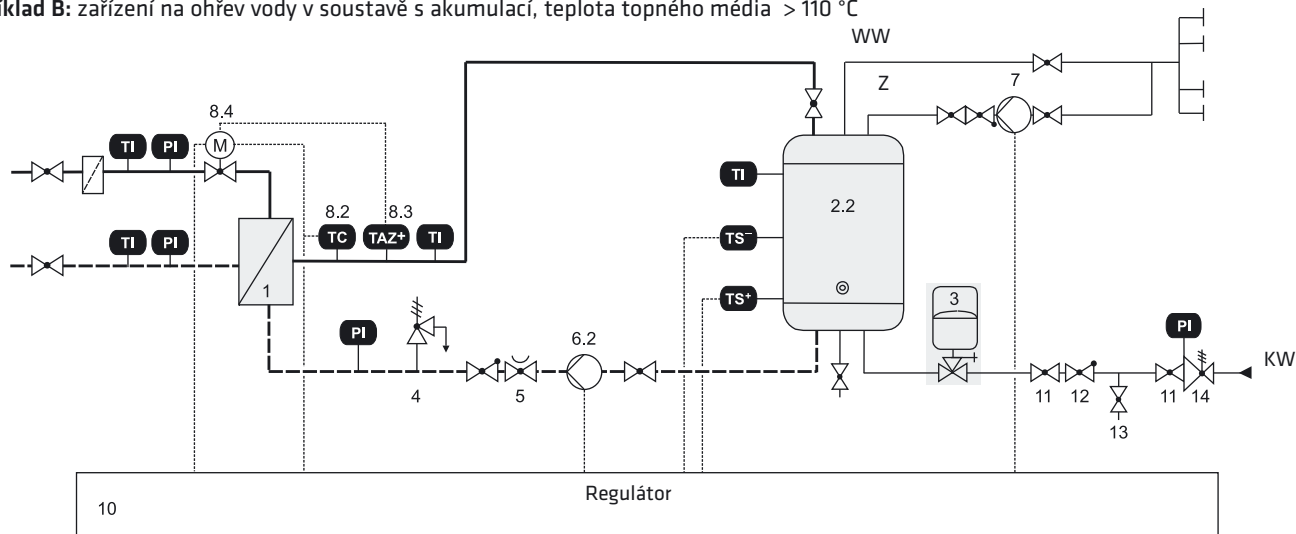 íklad B: zařízení na ohřev vody v soustavě s akumulací, teplota topného média > 110 °C
WW
Z
7
8.4
TI
PI
M
TI
2.2
8.2
8.3
TC
TAZ+
TI
TS-
TI
PI
1
TS+
3
PI
PI
6.2
KW
4
5
11
12
11
14
13
Regulátor
10